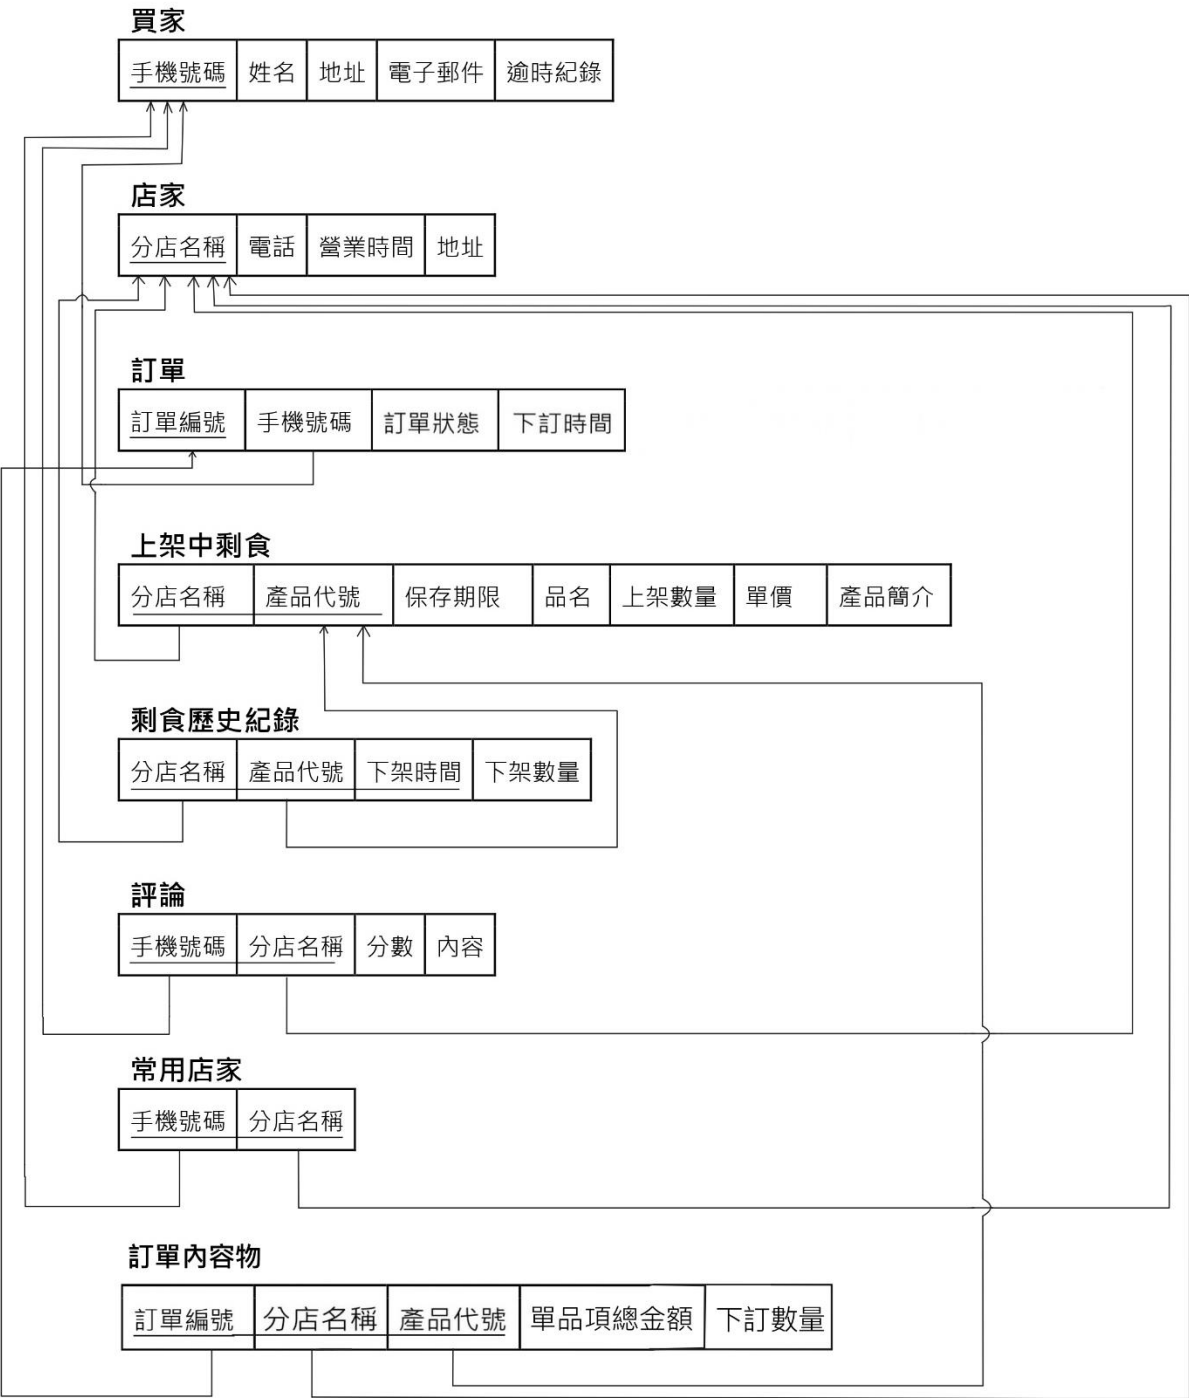 買家
手機號碼 姓名 地址 電子郵件 逾時紀錄
店家
分店名稱 電話 營業時間 地址
訂單
訂單編號 手機號碼 訂單狀態 下訂時間
上架中剩食
分店名稱 產品代號 保存期限 品名 上架數量 單價 產品簡介
剩食歷史紀錄
分店名稱 產品代號 下架時間 下架數量
評論
手機號碼 分店名稱 分數 內容
常用店家
手機號碼 分店名稱
訂單內容物
訂單編號 分店名稱 產品代號 單品項總金額 下訂數量